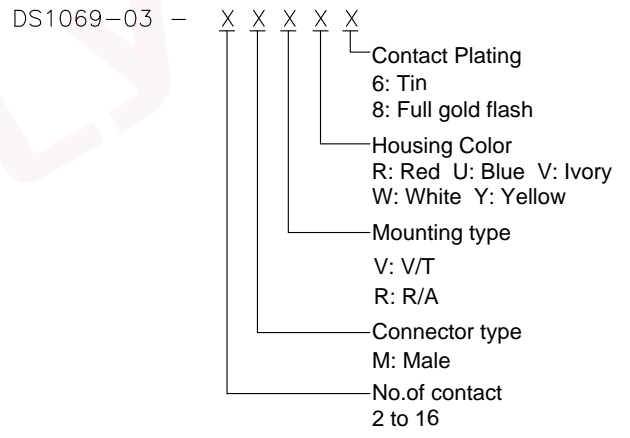 DS1069-03 - X X X X X
Contact Plating
6: Tin
8: Full gold flash
Housing Color
R: Red U: Blue V: Ivory
W: White Y: Yellow
Mounting type
V: V/T
R: R/A
Connector type
M: Male
No.of contact
2 to 16